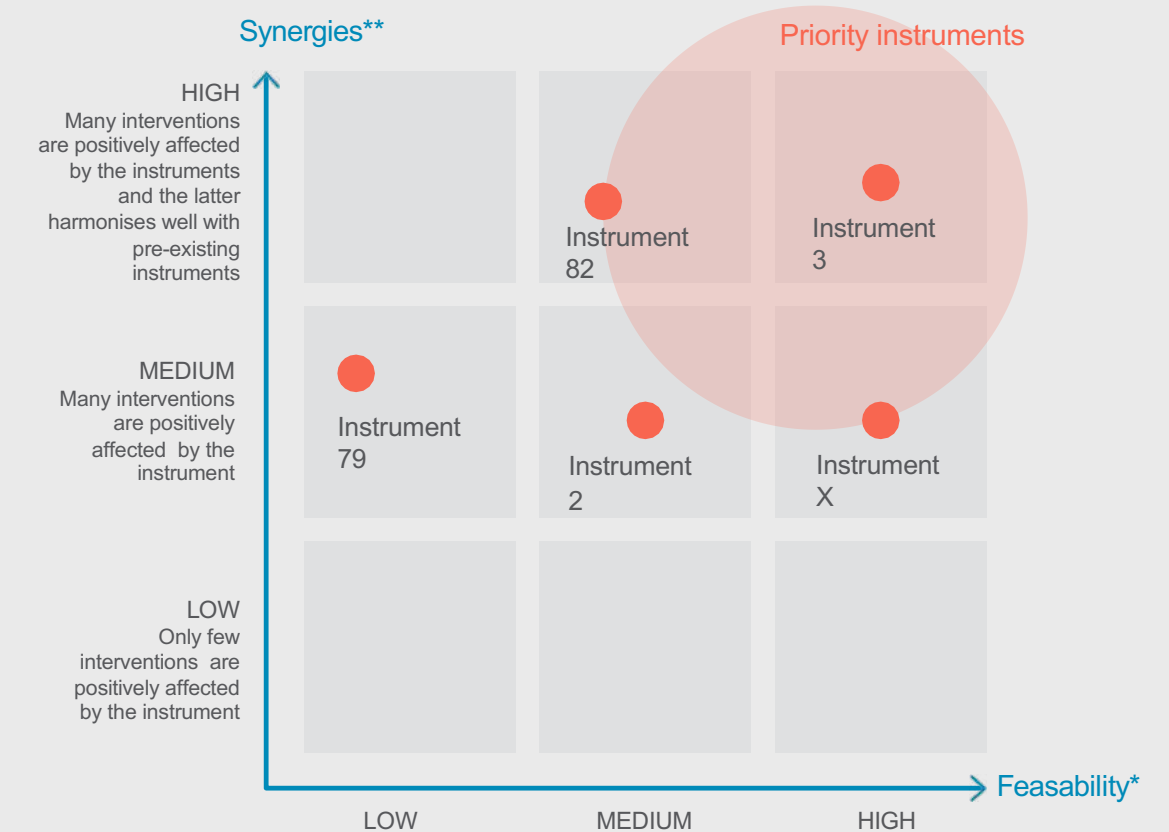 Synergies**
Priority instruments
HIGH
Many interventions
are positively affected
by the instruments
and the latter
harmonises well with
pre-existing
instruments
Instrument
82
Instrument
3
MEDIUM
Many interventions
are positively
affected by the
instrument
Instrument
79
Instrument
2
Instrument
X
LOW
Only few
interventions are
positively affected
by the instrument
Feasability*
LOW
MEDIUM
HIGH